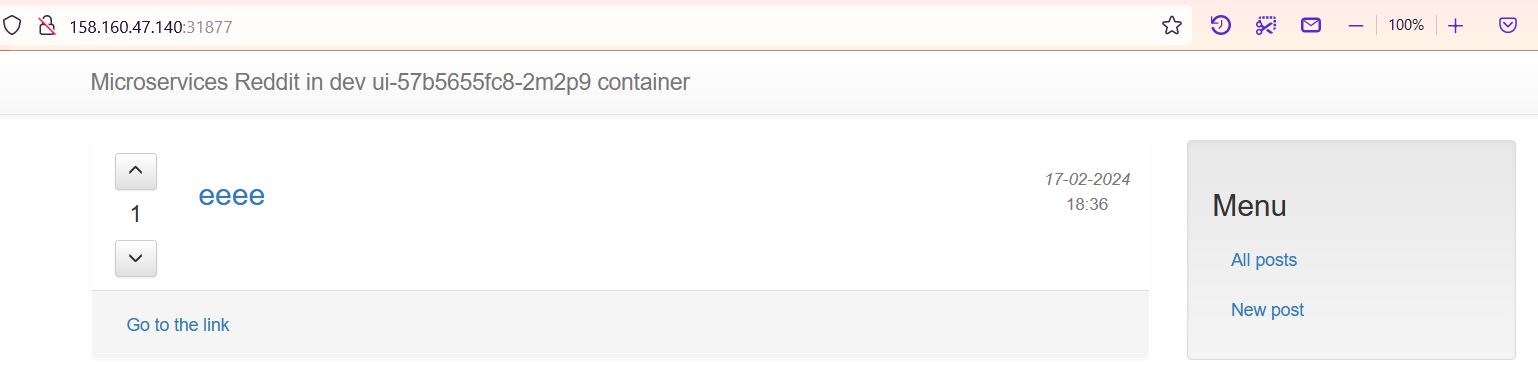 158.160.47.140:31877
100%
Microservices Reddit in dev ui-57b5655fc8-2m2p9 container
1
eeee
17-02-2024
18:36
Go to the link
Menu
All posts
New post